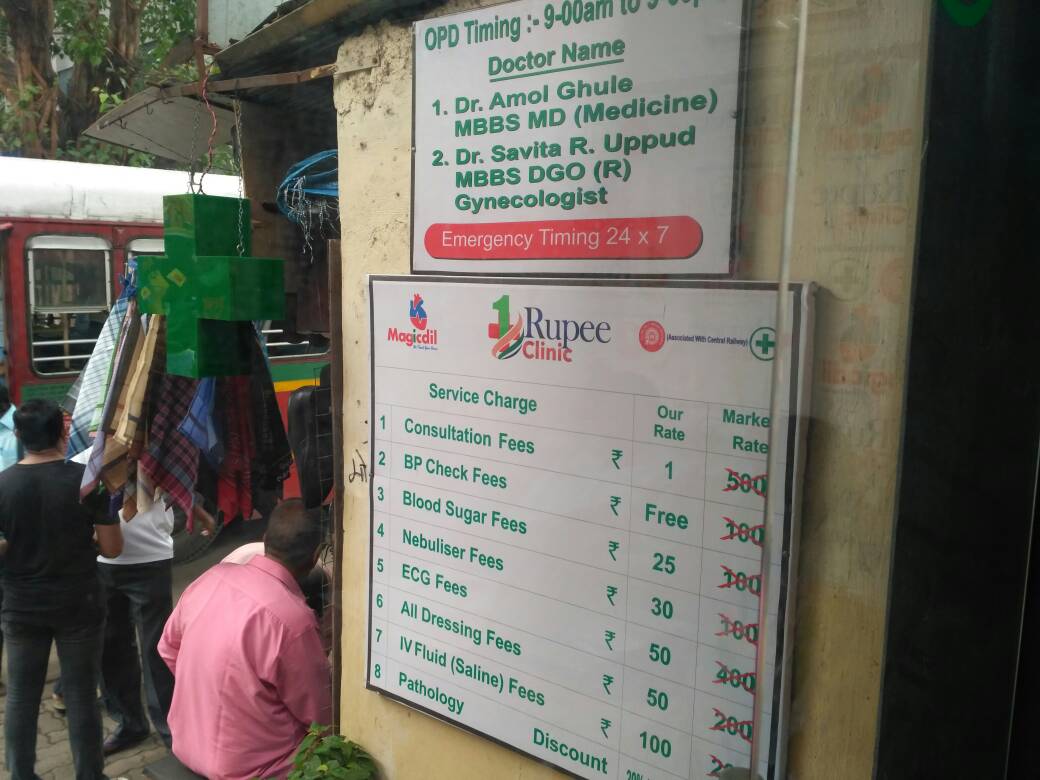 OPD Timing :- 9-00am to
Doctor Name
1. Dr. Amol Ghule
MBBS MD (Medicine)
2. Dr. Savita R. Uppud
MBBS DGO (R)
Gynecologist
Emergency Timing 24 x 7
Magicdil
1 Rupee
Clinic
(Associated With Central Railway)
Service Charge Our Rate Marke Rate
1 Consultation Fees ₹ 1 500
2 BP Check Fees ₹ Free 100
3 Blood Sugar Fees ₹ 25 100
4 Nebuliser Fees ₹ 30 100
5 ECG Fees ₹ 50 400
6 All Dressing Fees ₹ 50 200
7 IV Fluid (Saline) Fees ₹ 100
8 Pathology Discount 20%